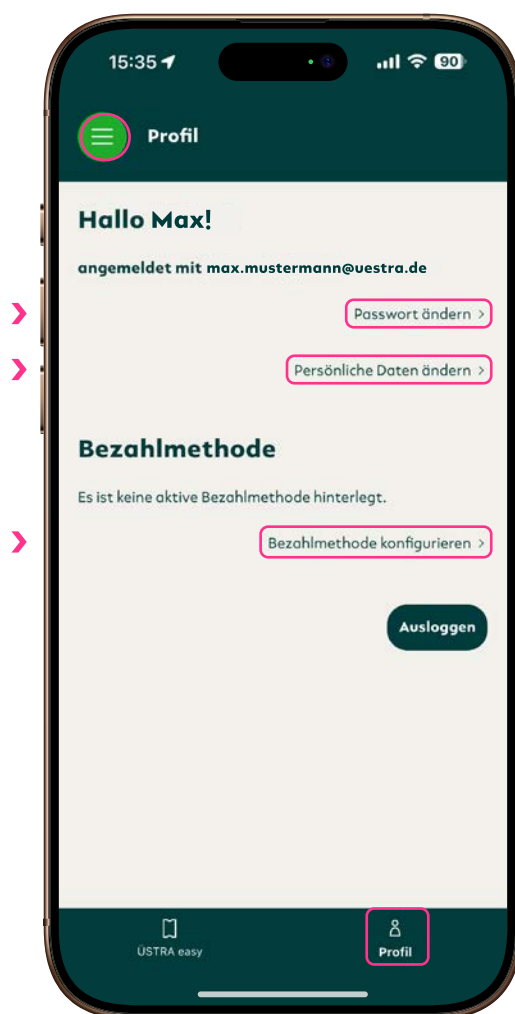 15:35
90
Profil
Hallo Max!
angemeldet mit max.mustermann@uestra.de
Passwort ändern >
Persönliche Daten ändern >
Bezahlmethode
Es ist keine aktive Bezahlmethode hinterlegt.
Bezahlmethode konfigurieren >
Ausloggen
ÜSTRA easy
Profil